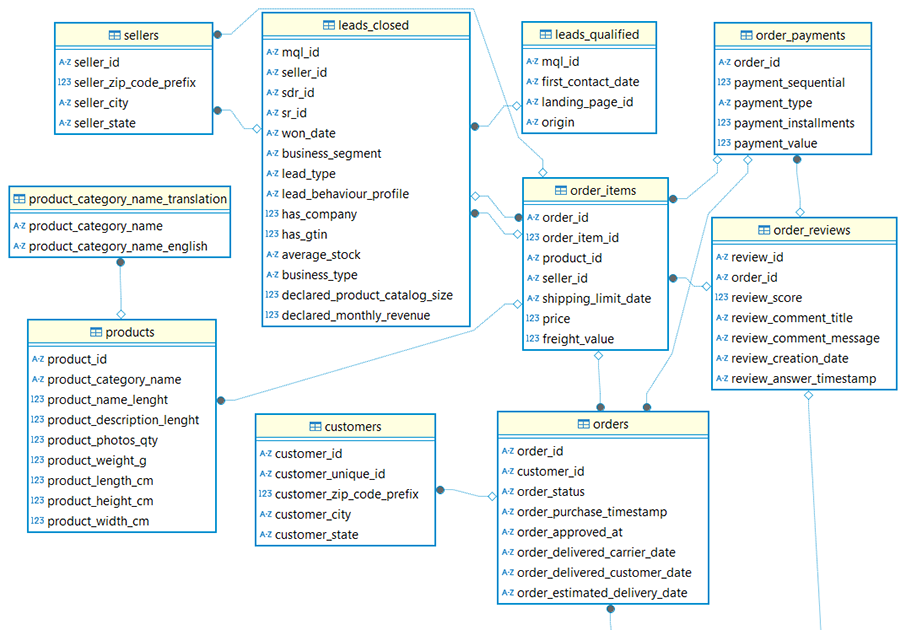 sellers
A-Z seller_id
123 seller_zip_code_prefix
A-Z seller_city
A-Z seller_state
leads_closed
A-Z mql_id
A-Z seller_id
A-Z sdr_id
A-Z sr_id
A-Z won_date
A-Z business_segment
A-Z lead_type
A-Z lead_behaviour_profile
123 has_company
123 has_gtin
A-Z average_stock
A-Z business_type
123 declared_product_catalog_size
123 declared_monthly_revenue
leads_qualified
A-Z mql_id
A-Z first_contact_date
A-Z landing_page_id
A-Z origin
order_payments
A-Z order_id
123 payment_sequential
A-Z payment_type
123 payment_installments
123 payment_value
product_category_name_translation
A-Z product_category_name
A-Z product_category_name_english
order_items
A-Z order_id
123 order_item_id
A-Z product_id
A-Z seller_id
A-Z shipping_limit_date
123 price
123 freight_value
order_reviews
A-Z review_id
A-Z order_id
123 review_score
A-Z review_comment_title
A-Z review_comment_message
A-Z review_creation_date
A-Z review_answer_timestamp
products
A-Z product_id
A-Z product_category_name
123 product_name_lenght
123 product_description_lenght
123 product_photos_qty
123 product_weight_g
123 product_length_cm
123 product_height_cm
123 product_width_cm
customers
A-Z customer_id
A-Z customer_unique_id
123 customer_zip_code_prefix
A-Z customer_city
A-Z customer_state
orders
A-Z order_id
A-Z customer_id
A-Z order_status
A-Z order_purchase_timestamp
A-Z order_approved_at
A-Z order_delivered_carrier_date
A-Z order_delivered_customer_date
A-Z order_estimated_delivery_date